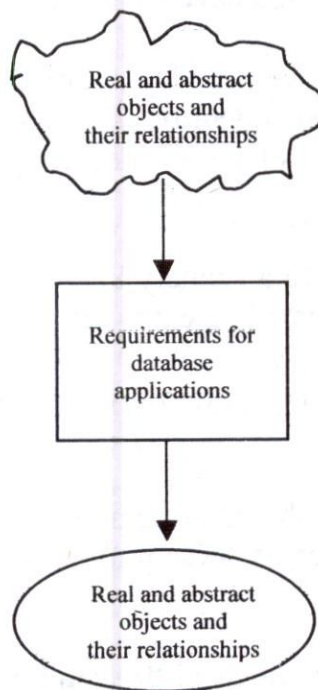 Real and abstract
objects and
their relationships
Requirements for
database
applications
Real and abstract
objects and
their relationships